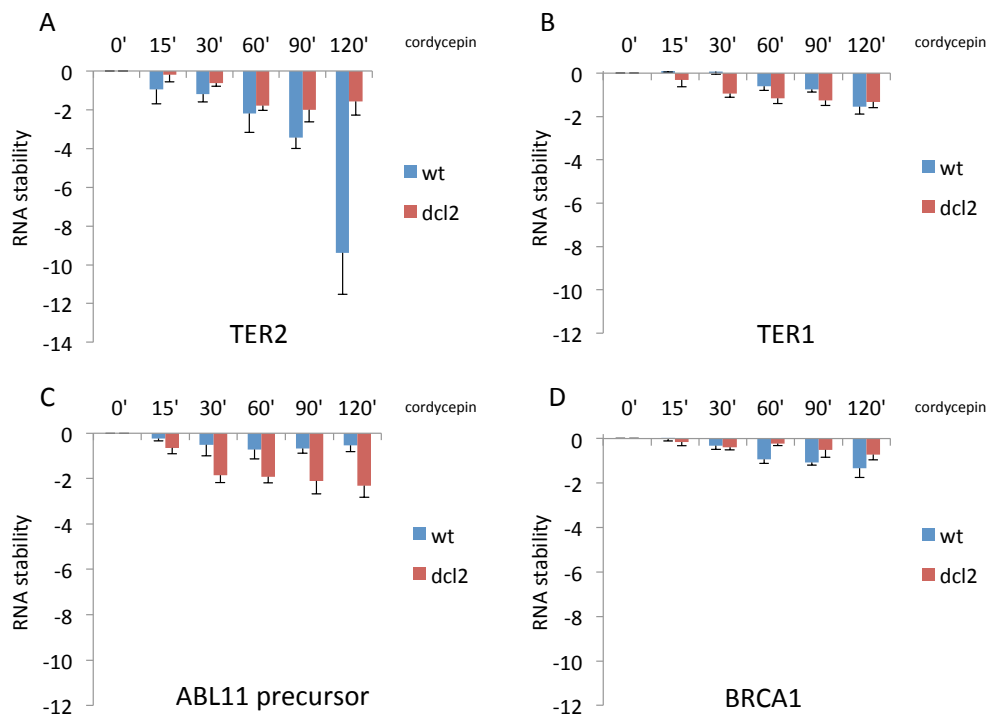 A
0' 15' 30' 60' 90' 120' cordycepin
0
-2
-4
-6
-8
-10
-12
-14
RNA stability
wt
dcl2
TER2
B
0' 15' 30' 60' 90' 120' cordycepin
0
-2
-4
-6
-8
-10
-12
RNA stability
wt
dcl2
TER1
C
0' 15' 30' 60' 90' 120' cordycepin
0
-2
-4
-6
-8
-10
-12
RNA stability
wt
dcl2
ABL11 precursor
D
0' 15' 30' 60' 90' 120' cordycepin
0
-2
-4
-6
-8
-10
-12
RNA stability
wt
dcl2
BRCA1